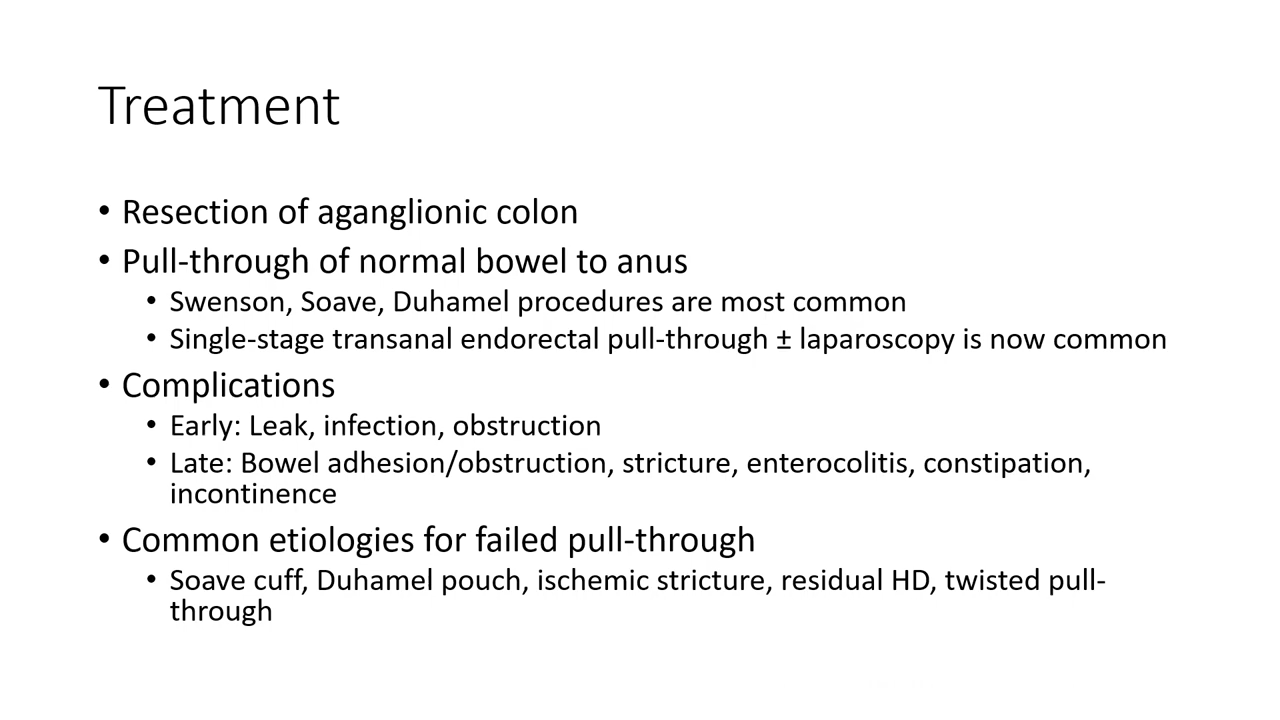 Treatment
• Resection of aganglionic colon
• Pull-through of normal bowel to anus
• Swenson, Soave, Duhamel procedures are most common
• Single-stage transanal endorectal pull-through ± laparoscopy is now common
• Complications
• Early: Leak, infection, obstruction
• Late: Bowel adhesion/obstruction, stricture, enterocolitis, constipation,
incontinence
• Common etiologies for failed pull-through
• Soave cuff, Duhamel pouch, ischemic stricture, residual HD, twisted pull-
through